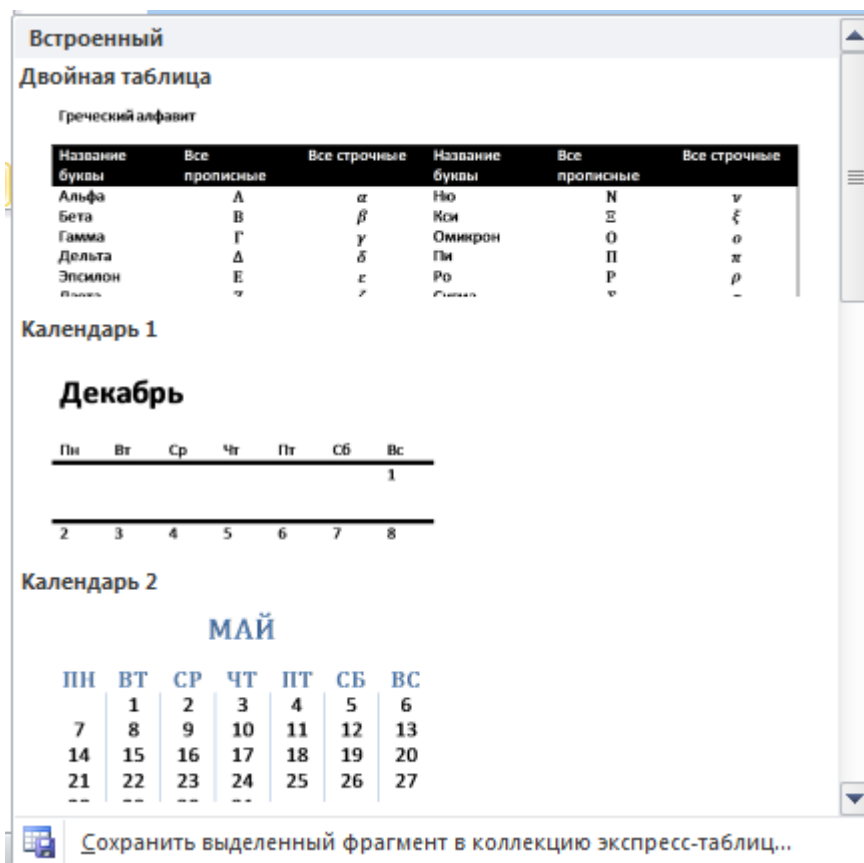 Встроенный
Двойная таблица
Греческий алфавит
Название буквы Все прописные Все строчные Название буквы Все прописные Все строчные
Альфа Α α Ню Ν ν
Бета Β β Кси Ξ ξ
Гамма Γ γ Омикрон Ο ο
Дельта Δ δ Пи Π π
Эпсилон Ε ε Ро Ρ ρ
Календарь 1
Декабрь
Пн Вт Ср Чт Пт Сб Вс
1
2 3 4 5 6 7 8
Календарь 2
МАЙ
ПН ВТ СР ЧТ ПТ СБ ВС
1 2 3 4 5 6
7 8 9 10 11 12 13
14 15 16 17 18 19 20
21 22 23 24 25 26 27
Сохранить выделенный фрагмент в коллекцию экспресс-таблиц...